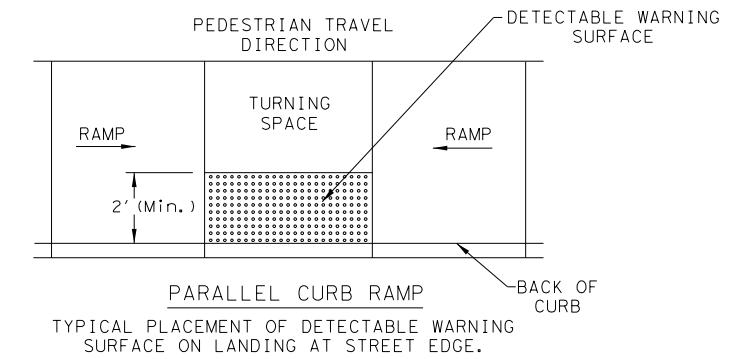 PEDESTRIAN TRAVEL
DIRECTION
DETECTABLE WARNING
SURFACE
TURNING
SPACE
RAMP
RAMP
2' (Min.)
BACK OF
CURB
PARALLEL CURB RAMP
TYPICAL PLACEMENT OF DETECTABLE WARNING
SURFACE ON LANDING AT STREET EDGE.